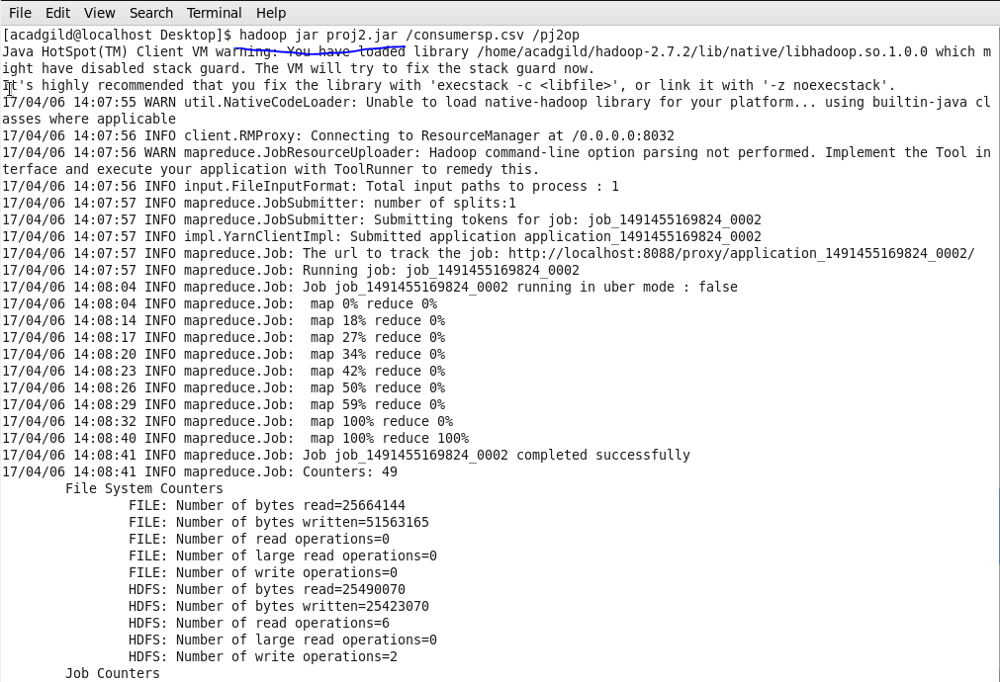 File Edit View Search Terminal Help
[acadgild@localhost Desktop]$ hadoop jar proj2.jar /consumersp.csv /pj2op
Java HotSpot(TM) Client VM warning: You have loaded library /home/acadgild/hadoop-2.7.2/lib/native/libhadoop.so.1.0.0 which m
ight have disabled stack guard. The VM will try to fix the stack guard now.
It's highly recommended that you fix the library with 'execstack -c <libfile>', or link it with '-z noexecstack'.
17/04/06 14:07:55 WARN util.NativeCodeLoader: Unable to load native-hadoop library for your platform... using builtin-java cl
asses where applicable
17/04/06 14:07:56 INFO client.RMProxy: Connecting to ResourceManager at /0.0.0.0:8032
17/04/06 14:07:56 WARN mapreduce.JobResourceUploader: Hadoop command-line option parsing not performed. Implement the Tool in
terface and execute your application with ToolRunner to remedy this.
17/04/06 14:07:56 INFO input.FileInputFormat: Total input paths to process : 1
17/04/06 14:07:57 INFO mapreduce.JobSubmitter: number of splits:1
17/04/06 14:07:57 INFO mapreduce.JobSubmitter: Submitting tokens for job: job_1491455169824_0002
17/04/06 14:07:57 INFO impl.YarnClientImpl: Submitted application application_1491455169824_0002
17/04/06 14:07:57 INFO mapreduce.Job: The url to track the job: http://localhost:8088/proxy/application_1491455169824_0002/
17/04/06 14:07:57 INFO mapreduce.Job: Running job: job_1491455169824_0002
17/04/06 14:08:04 INFO mapreduce.Job: Job job_1491455169824_0002 running in uber mode : false
17/04/06 14:08:04 INFO mapreduce.Job:  map 0% reduce 0%
17/04/06 14:08:14 INFO mapreduce.Job:  map 18% reduce 0%
17/04/06 14:08:17 INFO mapreduce.Job:  map 27% reduce 0%
17/04/06 14:08:20 INFO mapreduce.Job:  map 34% reduce 0%
17/04/06 14:08:23 INFO mapreduce.Job:  map 42% reduce 0%
17/04/06 14:08:26 INFO mapreduce.Job:  map 50% reduce 0%
17/04/06 14:08:29 INFO mapreduce.Job:  map 59% reduce 0%
17/04/06 14:08:32 INFO mapreduce.Job:  map 100% reduce 0%
17/04/06 14:08:40 INFO mapreduce.Job:  map 100% reduce 100%
17/04/06 14:08:41 INFO mapreduce.Job: Job job_1491455169824_0002 completed successfully
17/04/06 14:08:41 INFO mapreduce.Job: Counters: 49
File System Counters
FILE: Number of bytes read=25664144
FILE: Number of bytes written=51563165
FILE: Number of read operations=0
FILE: Number of large read operations=0
FILE: Number of write operations=0
HDFS: Number of bytes read=25490070
HDFS: Number of bytes written=25423070
HDFS: Number of read operations=6
HDFS: Number of large read operations=0
HDFS: Number of write operations=2
Job Counters